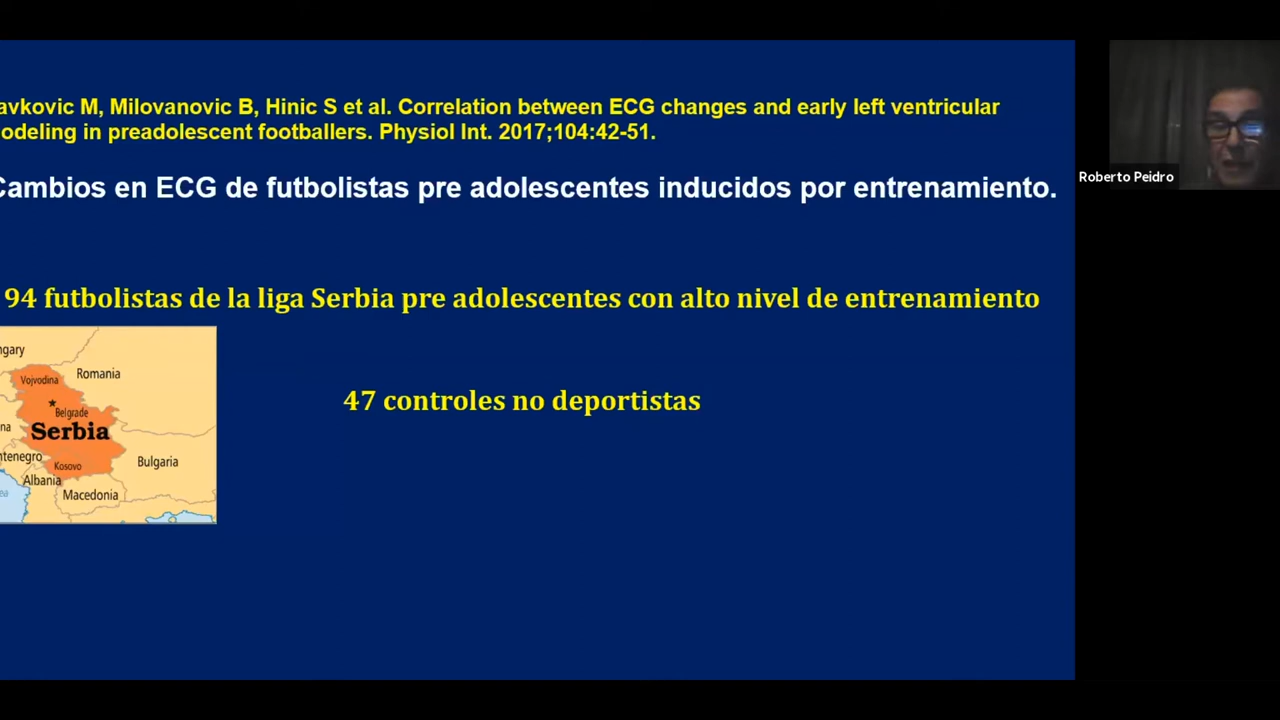 avkovic M, Milovanovic B, Hinic S et al. Correlation between ECG changes and early left ventricular
odeling in preadolescent footballers. Physiol Int. 2017;104:42-51.
Cambios en ECG de futbolistas pre adolescentes inducidos por entrenamiento.
94 futbolistas de la liga Serbia pre adolescentes con alto nivel de entrenamiento
47 controles no deportistas
ngary
Romania
Vojvodina
Belgrade
na
Serbia
ntenegro
Kosovo
Bulgaria
Albania
Macedonia
ea
Roberto Peidro